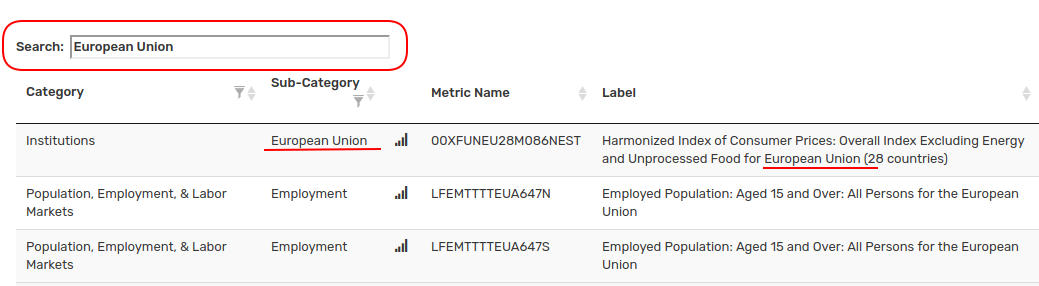 Search: European Union
Category Sub-Category Metric Name Label
Institutions European Union 00XFUNEU28M086NEST Harmonized Index of Consumer Prices: Overall Index Excluding Energy
and Unprocessed Food for European Union (28 countries)
Population, Employment, & Labor Employment LFEMTTTTEUA647N Employed Population: Aged 15 and Over: All Persons for the European
Markets Union
Population, Employment, & Labor Employment LFEMTTTTEUA647S Employed Population: Aged 15 and Over: All Persons for the European
Markets Union